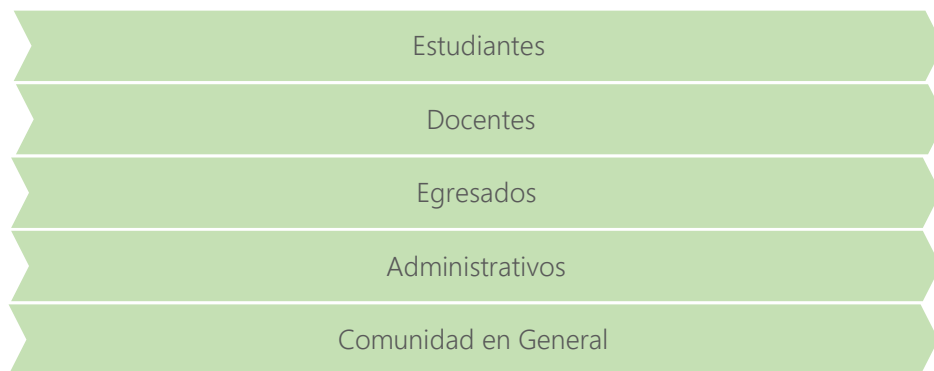 Estudiantes
Docentes
Egresados
Administrativos
Comunidad en General